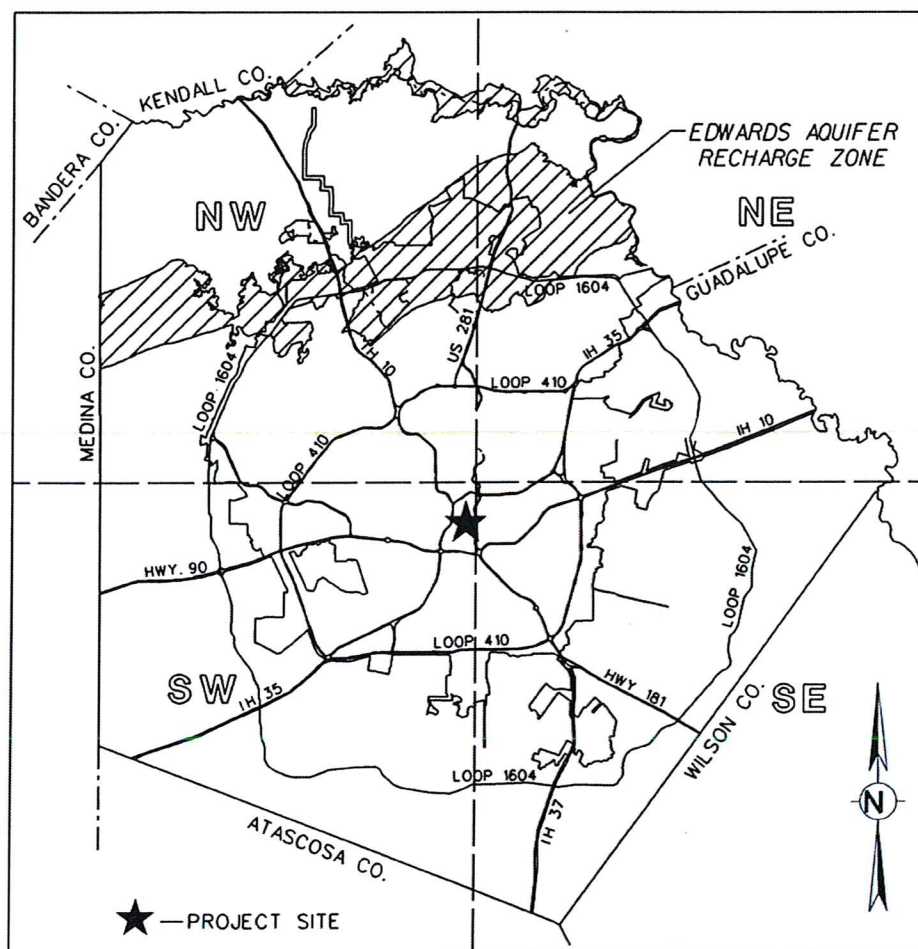 KENDALL CO.
BANDERA CO.
EDWARDS AQUIFER
RECHARGE ZONE
NW
NE
GUADALUPE CO.
LOOP 1604
US 281
IH 35
IH 10
LOOP 1604
MEDINA CO.
LOOP 410
LOOP 410
IH 10
HWY. 90
LOOP 1604
LOOP 410
SW
IH 35
HWY 181
SE
WILSON CO.
LOOP 1604
IH 37
ATASCOSA CO.
N
—PROJECT SITE